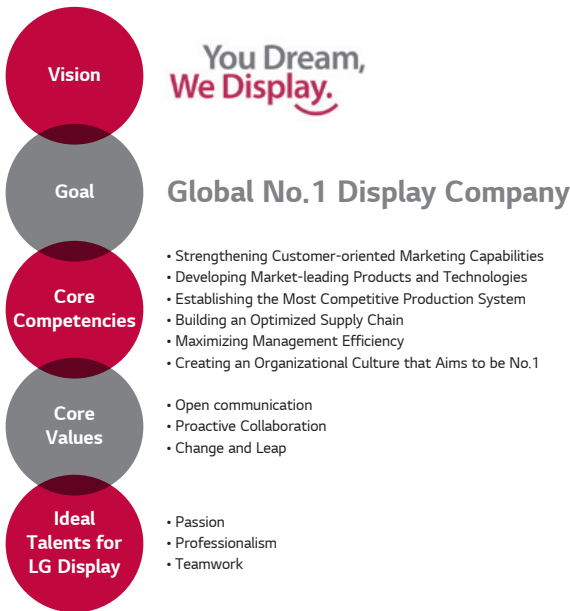 Vision
You Dream,
We Display.
Goal
Global No.1 Display Company
Core
Competencies
• Strengthening Customer-oriented Marketing Capabilities
• Developing Market-leading Products and Technologies
• Establishing the Most Competitive Production System
• Building an Optimized Supply Chain
• Maximizing Management Efficiency
• Creating an Organizational Culture that Aims to be No.1
Core
Values
• Open communication
• Proactive Collaboration
• Change and Leap
Ideal
Talents for
LG Display
• Passion
• Professionalism
• Teamwork